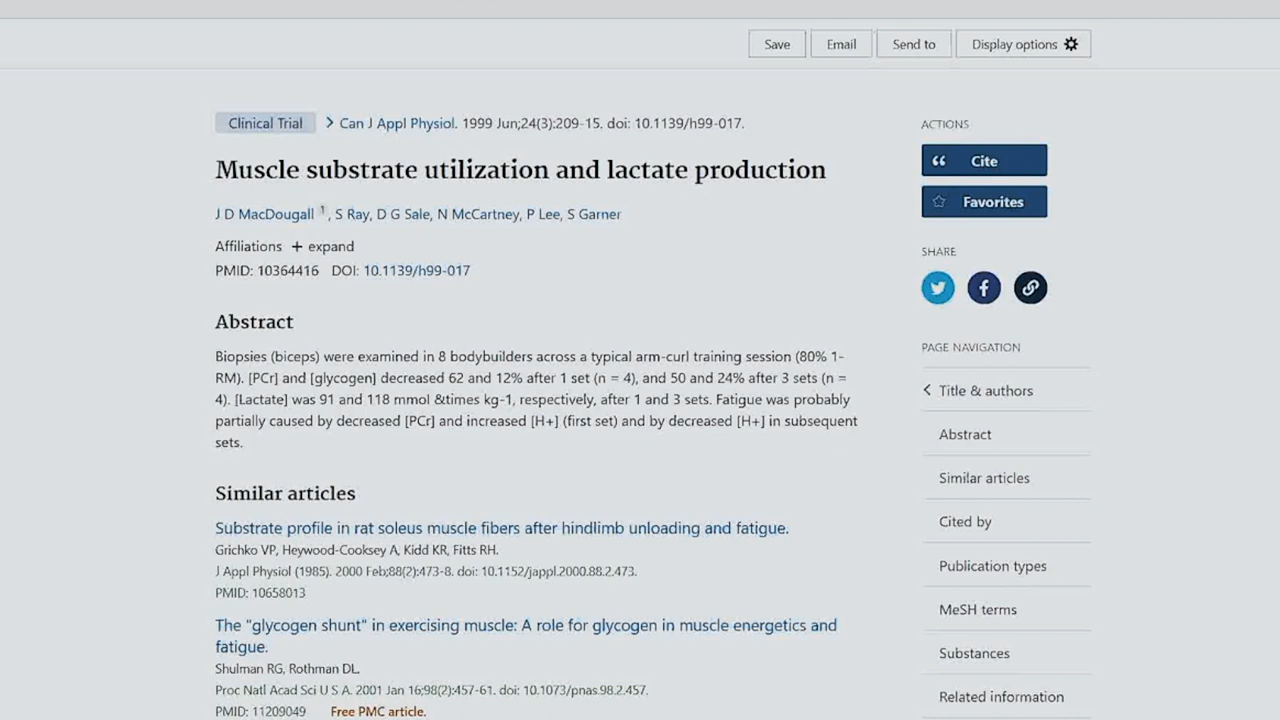 Save Email Send to Display options
Clinical Trial Can J Appl Physiol. 1999 Jun;24(3):209-15. doi: 10.1139/h99-017.
Muscle substrate utilization and lactate production
J D MacDougall 1, S Ray, D G Sale, N McCartney, P Lee, S Garner
Affiliations + expand
PMID: 10364416 DOI: 10.1139/h99-017
Abstract
Biopsies (biceps) were examined in 8 bodybuilders across a typical arm-curl training session (80% 1-
RM). [PCr] and [glycogen] decreased 62 and 12% after 1 set (n = 4), and 50 and 24% after 3 sets (n =
4). [Lactate] was 91 and 118 mmol &times kg-1, respectively, after 1 and 3 sets. Fatigue was probably
partially caused by decreased [PCr] and increased [H+] (first set) and by decreased [H+] in subsequent
sets.
Similar articles
Substrate profile in rat soleus muscle fibers after hindlimb unloading and fatigue.
Grichko VP, Heywood-Cooksey A, Kidd KR, Fitts RH.
J Appl Physiol (1985). 2000 Feb;88(2):473-8. doi: 10.1152/jappl.2000.88.2.473.
PMID: 10658013
The "glycogen shunt" in exercising muscle: A role for glycogen in muscle energetics and
fatigue.
Shulman RG, Rothman DL.
Proc Natl Acad Sci U S A. 2001 Jan 16;98(2):457-61. doi: 10.1073/pnas.98.2.457.
PMID: 11209049 Free PMC article.
ACTIONS
Cite
Favorites
SHARE
PAGE NAVIGATION
Title & authors
Abstract
Similar articles
Cited by
Publication types
MeSH terms
Substances
Related information